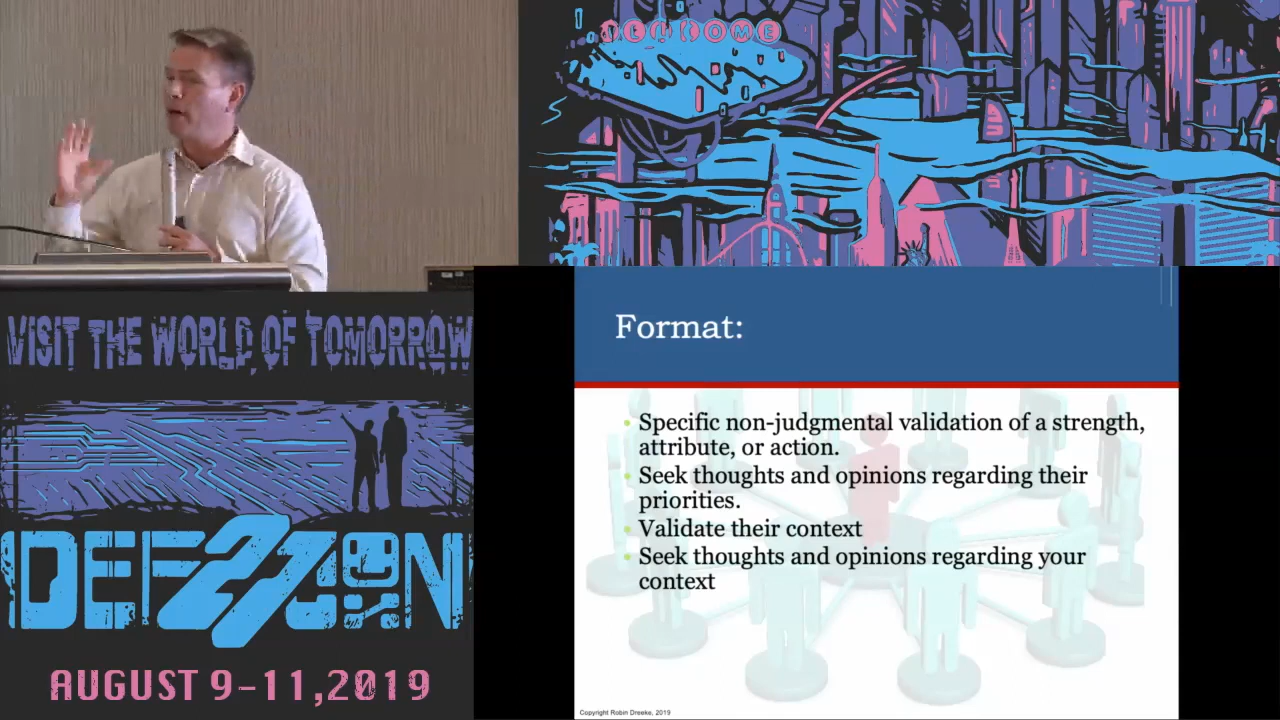 WELCOME
VISIT THE WORLD OF TOMORROW
DEF 27 CON
AUGUST 9-11,2019
Format:
Specific non-judgmental validation of a strength,
attribute, or action.
Seek thoughts and opinions regarding their
priorities.
Validate their context
Seek thoughts and opinions regarding your
context
Copyright Robin Dreeke, 2019